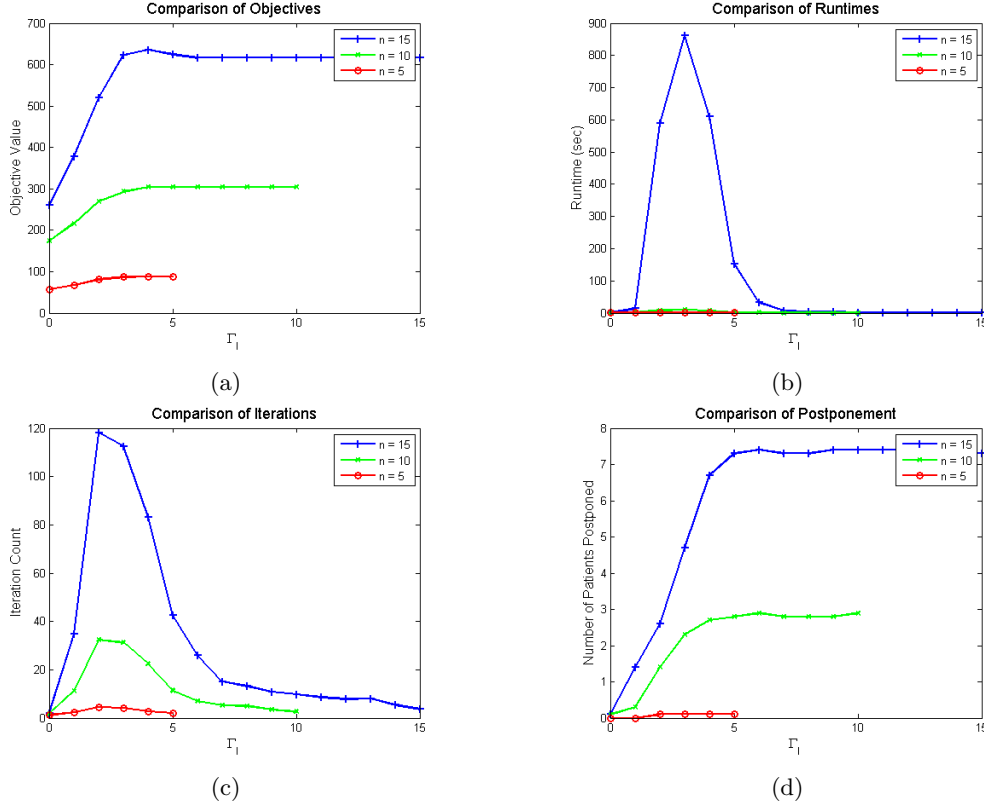 Comparison of Objectives
700
600
500
400
300
200
100
0
Objective Value
0 5 10 15
Γ_l
n = 15
n = 10
n = 5
(a)
Comparison of Runtimes
900
800
700
600
500
400
300
200
100
0
Runtime (sec)
0 5 10 15
Γ_l
n = 15
n = 10
n = 5
(b)
Comparison of Iterations
120
100
80
60
40
20
0
Iteration Count
0 5 10 15
Γ_l
n = 15
n = 10
n = 5
(c)
Comparison of Postponement
8
7
6
5
4
3
2
1
0
Number of Patients Postponed
0 5 10 15
Γ_l
n = 15
n = 10
n = 5
(d)